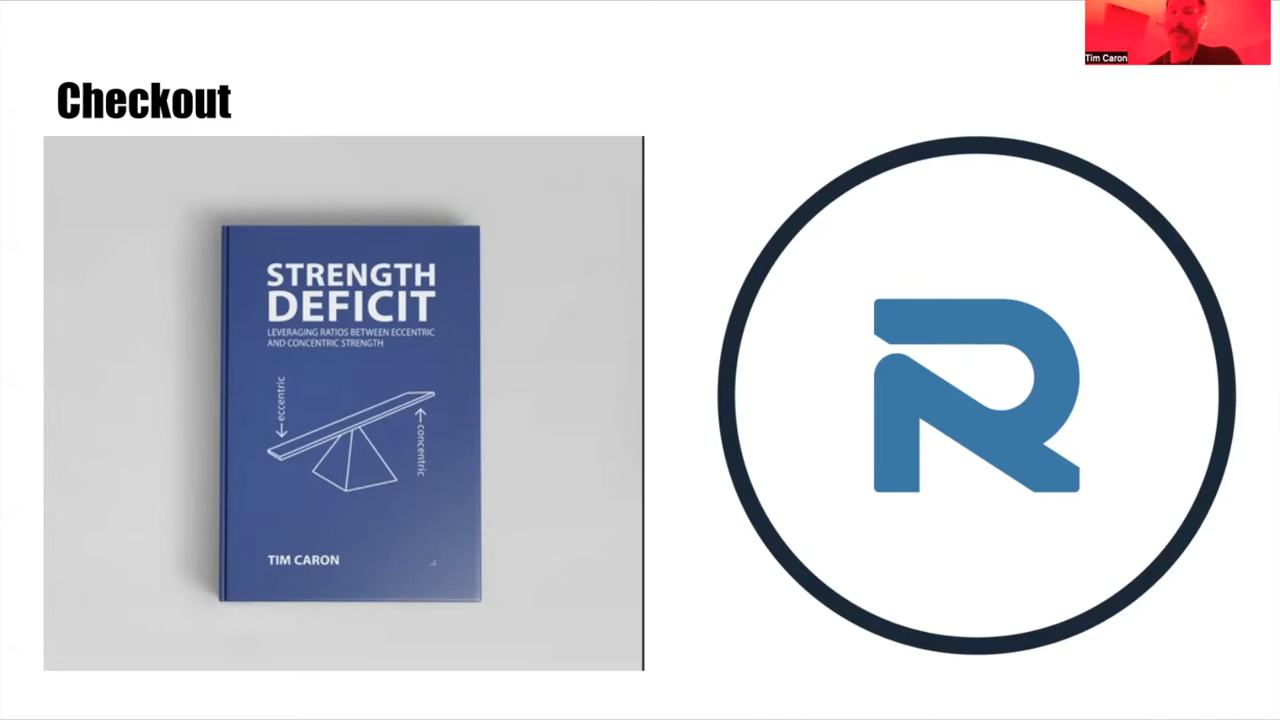 Tim Caron
Checkout
STRENGTH
DEFICIT
LEVERAGING RATIOS BETWEEN ECCENTRIC
AND CONCENTRIC STRENGTH
eccentric
concentric
TIM CARON
R